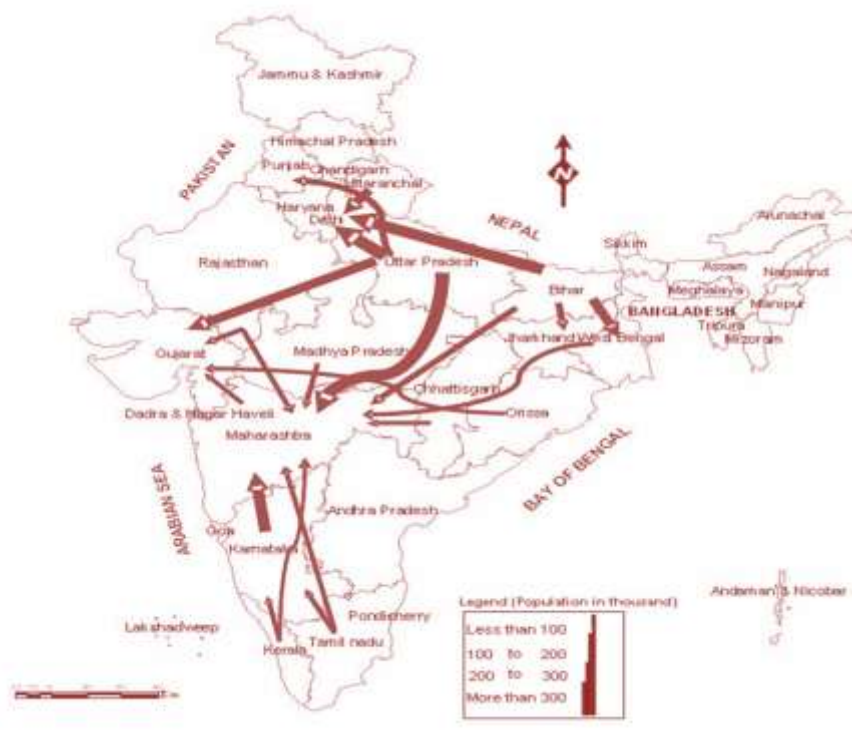 Jammu & Kashmir
Himachal Pradesh
PAKISTAN
Punjab
Chandigarh
Uttaranchal
Haryana
Delhi
N
NEPAL
Arunachal
Sikkim
Rajasthan
Uttar Pradesh
Assam
Nagaland
Bihar
Meghalaya
Manipur
BANGLADESH
Tripura
Mizoram
Jharkhand
West Bengal
Gujarat
Madhya Pradesh
Chhattisgarh
Dadra & Nagar Haveli
Orissa
Maharashtra
BAY OF BENGAL
ARABIAN SEA
Andhra Pradesh
Goa
Karnataka
Andaman & Nicobar
Pondicherry
Lakshadweep
Tamil nadu
Kerala
Legend (Population in thousand)
Less than 100
100 to 200
200 to 300
More than 300